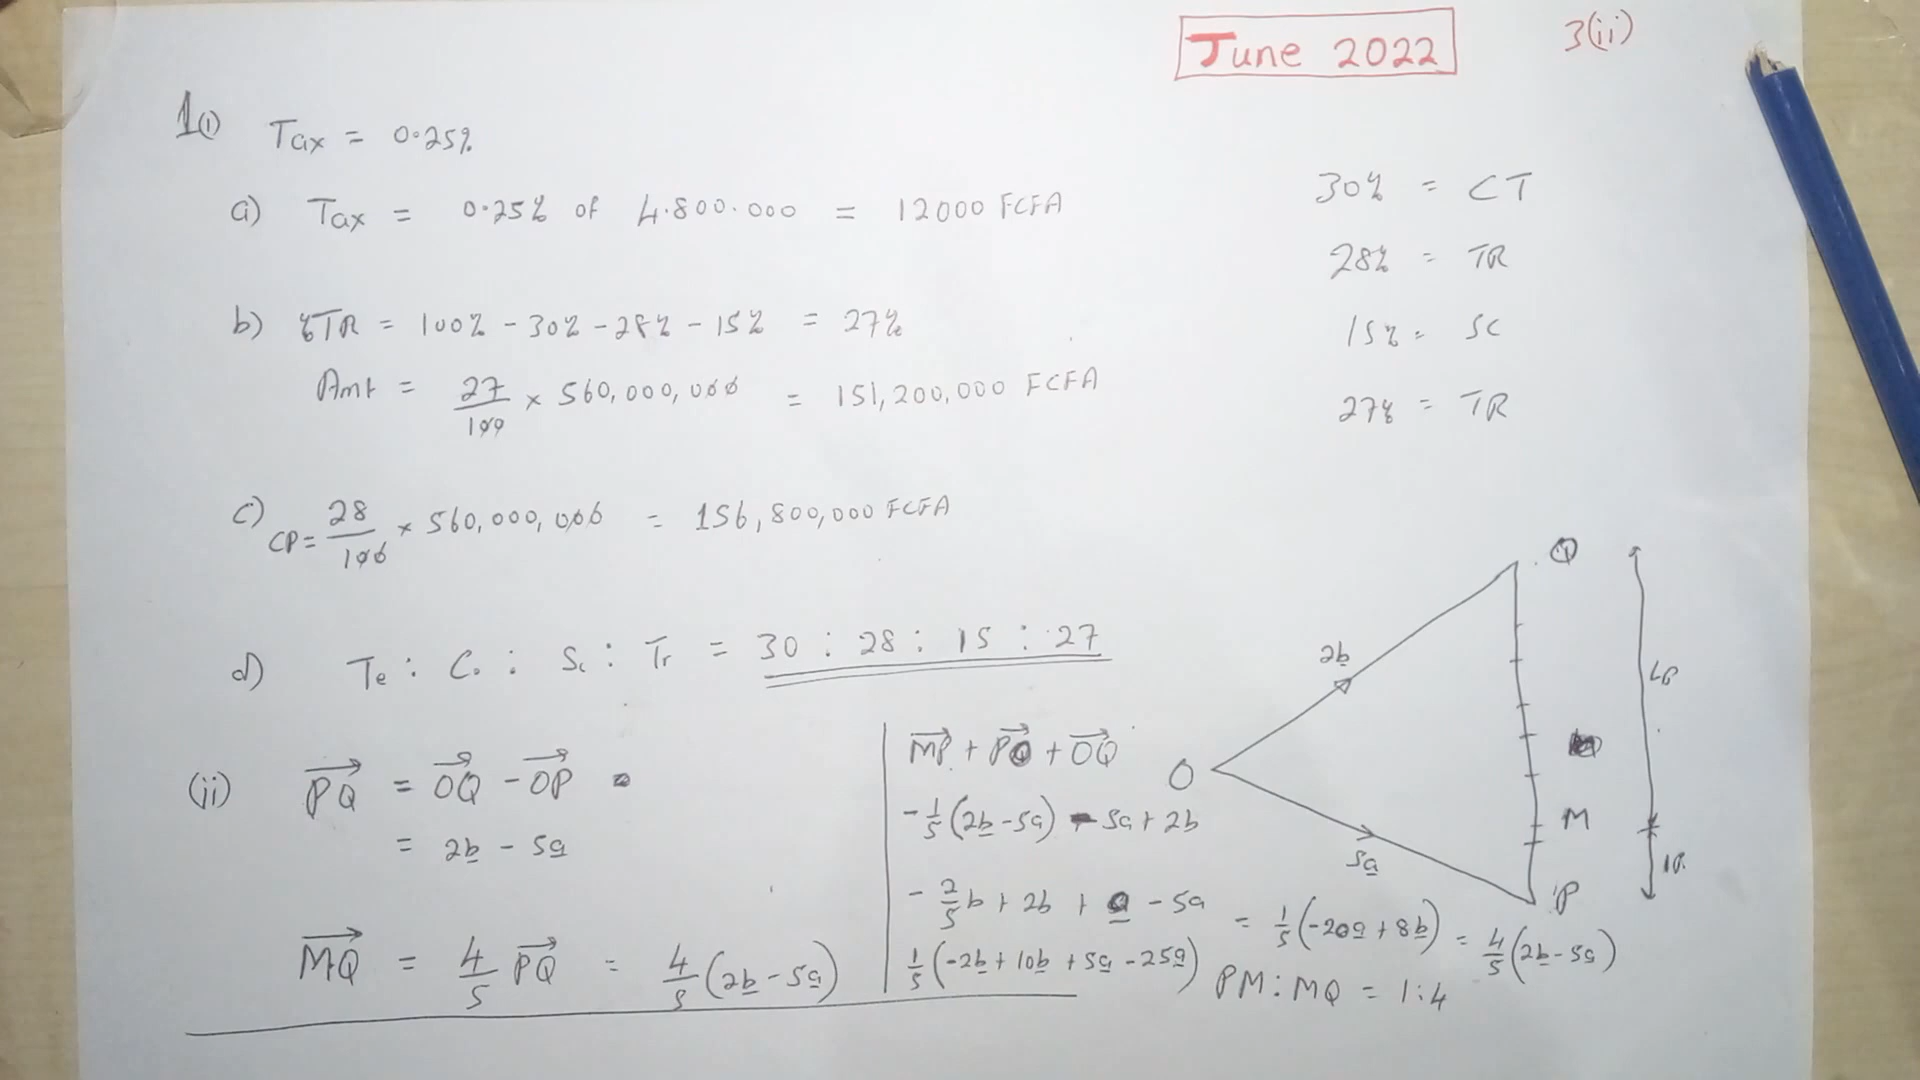 June 2022
3(ii)
1(i) Tax = 0.25%
a) Tax = 0.25% of 4.800.000 = 12000 FCFA
b) %TR = 100% - 30% - 28% - 15% = 27%
Amt = 27/100 × 560,000,000 = 151,200,000 FCFA
c) CP = 28/100 × 560,000,000 = 156,800,000 FCFA
d) Te : C. : Sc : Tr = 30 : 28 : 15 : 27
30% = CT
28% = TR
15% = SC
27% = TR
(ii) PQ = OQ - OP
= 2b - 5a
MQ = 4/5 PQ = 4/5 (2b - 5a)
MP + PO + OQ
-1/5 (2b - 5a) - 5a + 2b
-2/5 b + 2b + a - 5a
1/5 (-2b + 10b + 5a - 25a)
= 1/5 (-20a + 8b) = 4/5 (2b - 5a)
PM : MQ = 1 : 4
Q
2b
O
M
5a
P